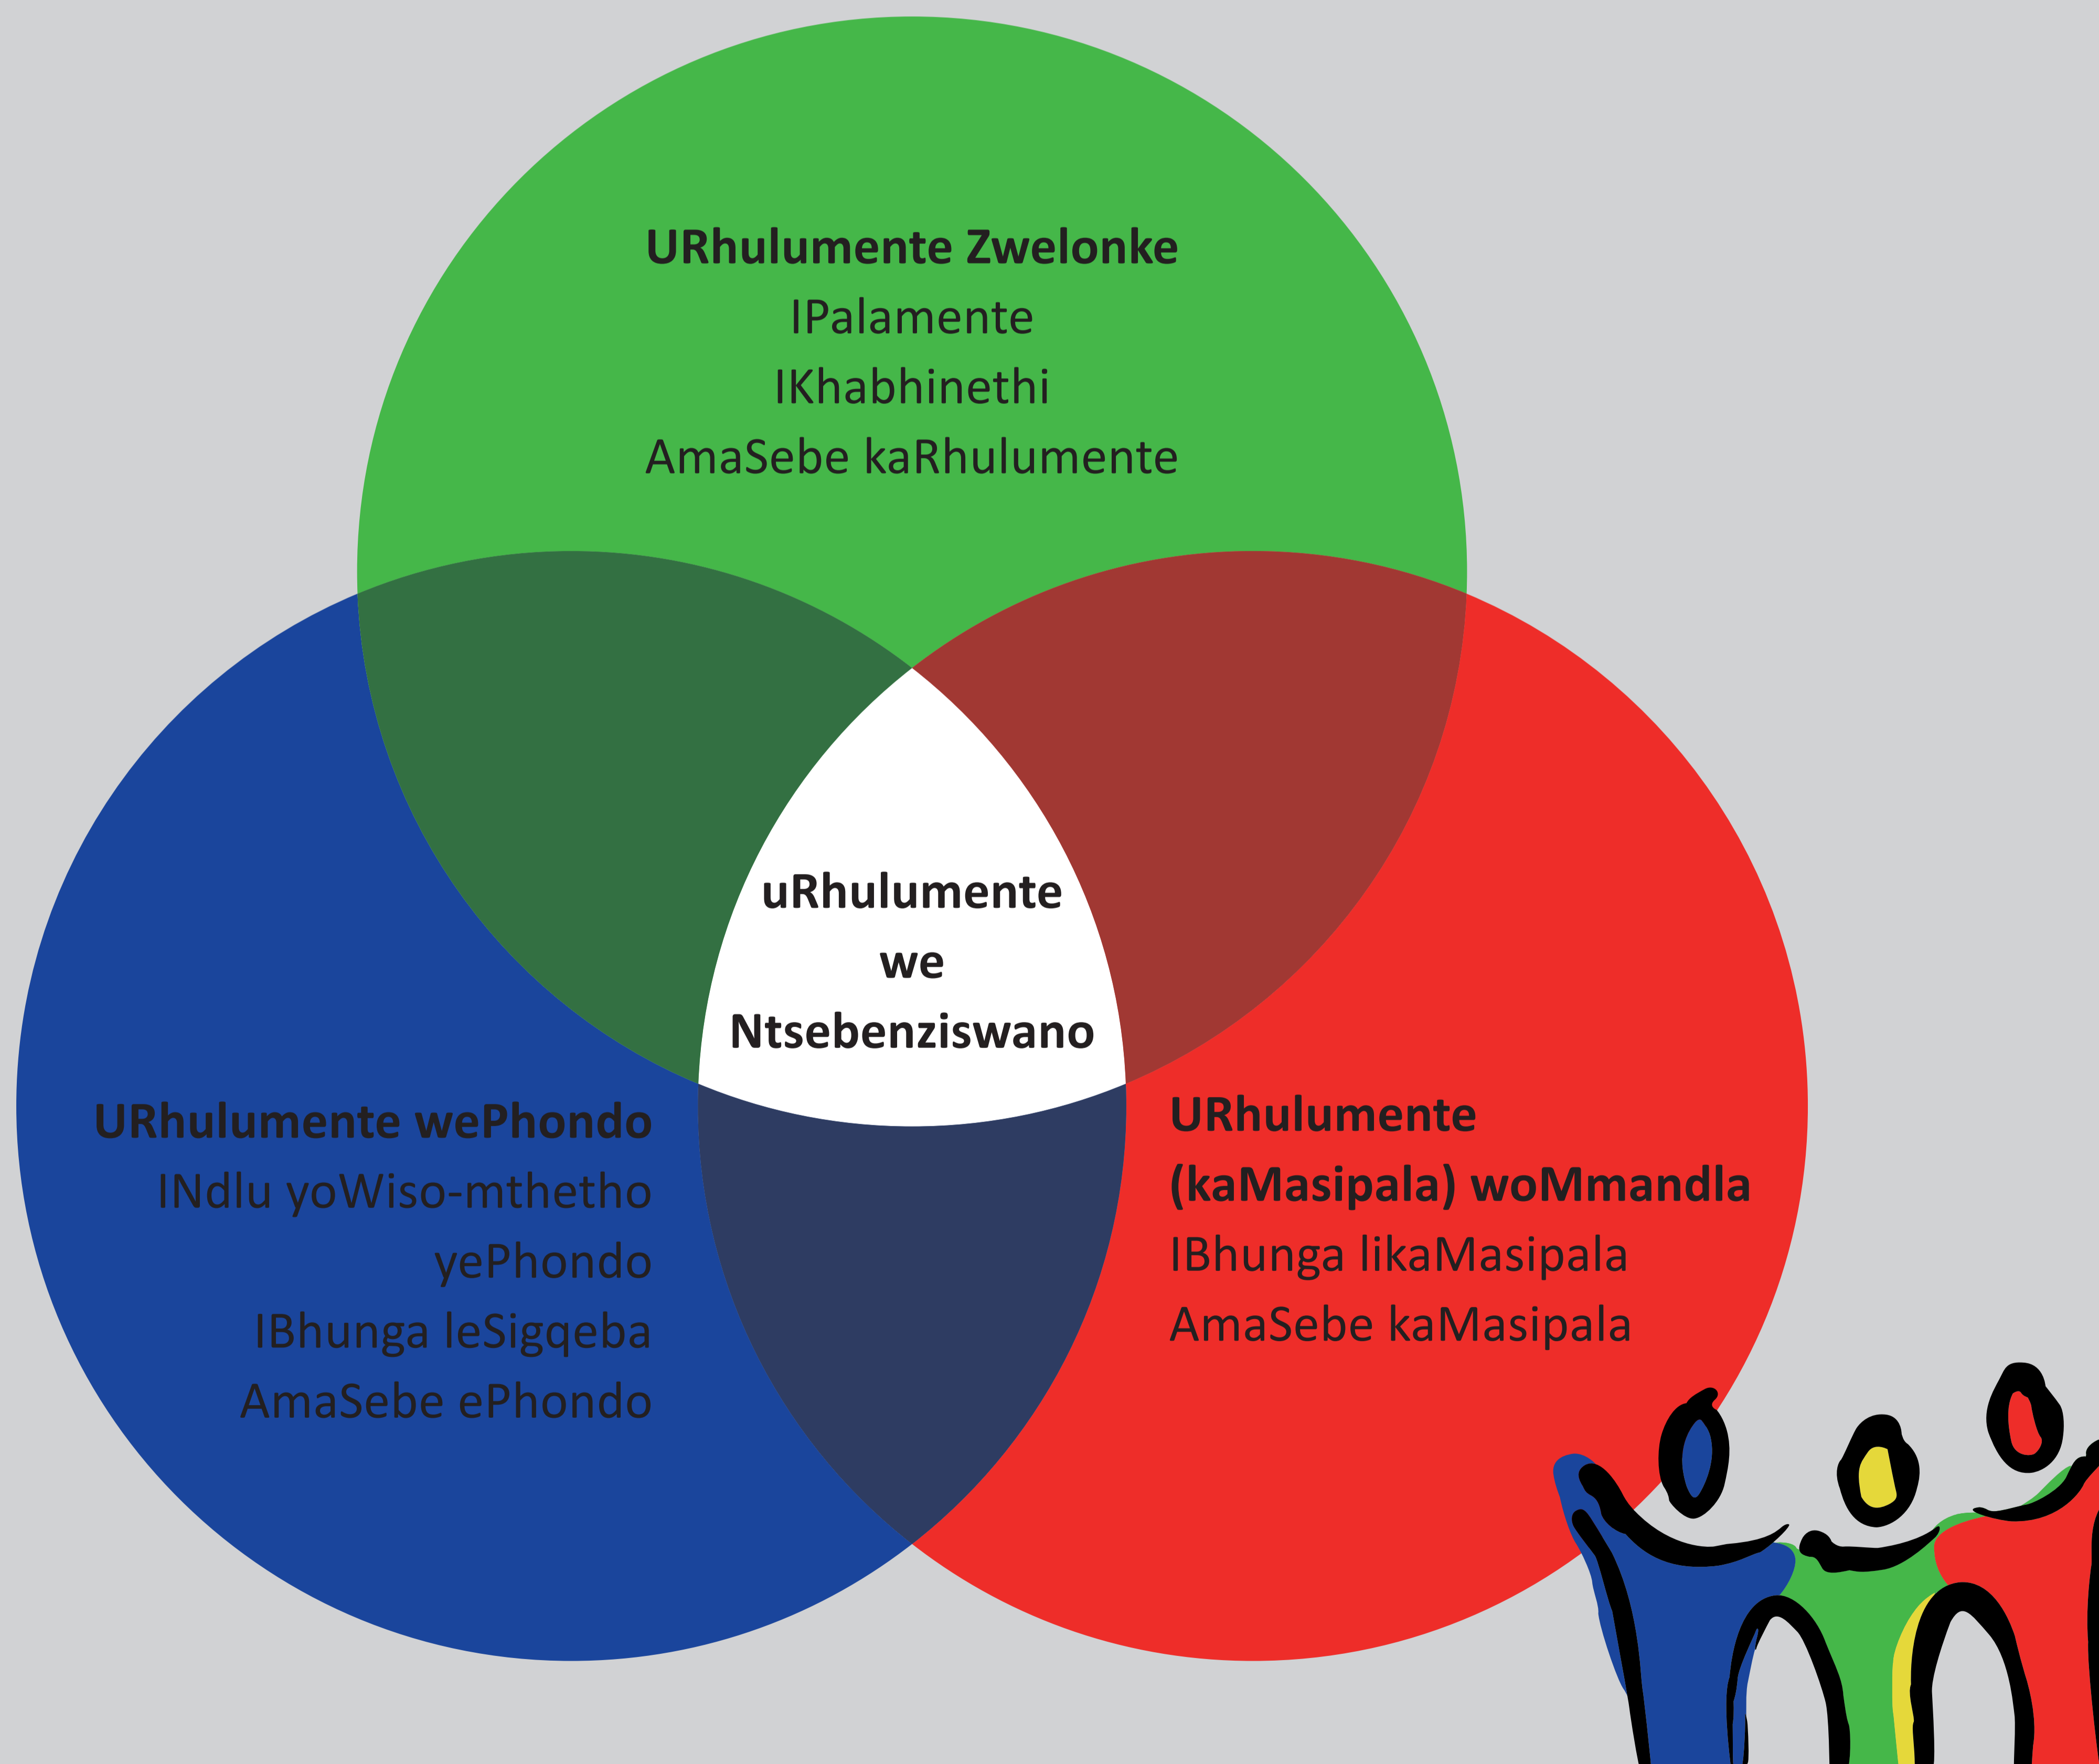 URhulumente Zwelonke
IPalamente
IKhabhinethi
AmaSebe kaRhulumente
uRhulumente
we
Ntsebenziswano
URhulumente wePhondo
INdlu yoWiso-mthetho
yePhondo
IBhunga leSigqeba
AmaSebe ePhondo
URhulumente
(kaMasipala) woMmandla
IBhunga likaMasipala
AmaSebe kaMasipala